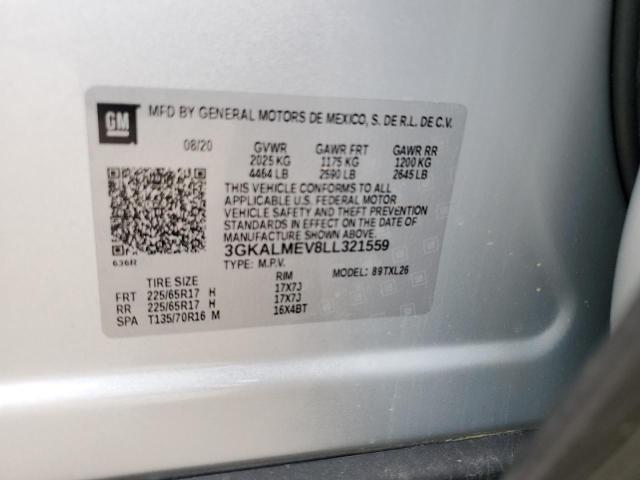 GM
MFD BY GENERAL MOTORS DE MEXICO, S. DE R.L. DE C.V.
08/20 GVWR GAWR FRT GAWR RR
2025 KG 1175 KG 1200 KG
4464 LB 2590 LB 2645 LB
THIS VEHICLE CONFORMS TO ALL
APPLICABLE U.S. FEDERAL MOTOR
VEHICLE SAFETY AND THEFT PREVENTION
STANDARDS IN EFFECT ON THE DATE OF
MANUFACTURE SHOWN ABOVE.
3GKALMEV8LL321559
636R TYPE: M.P.V. MODEL: 89TXL26
TIRE SIZE RIM
FRT 225/65R17 H 17X7J
RR 225/65R17 H 17X7J
SPA T135/70R16 M 16X4BT